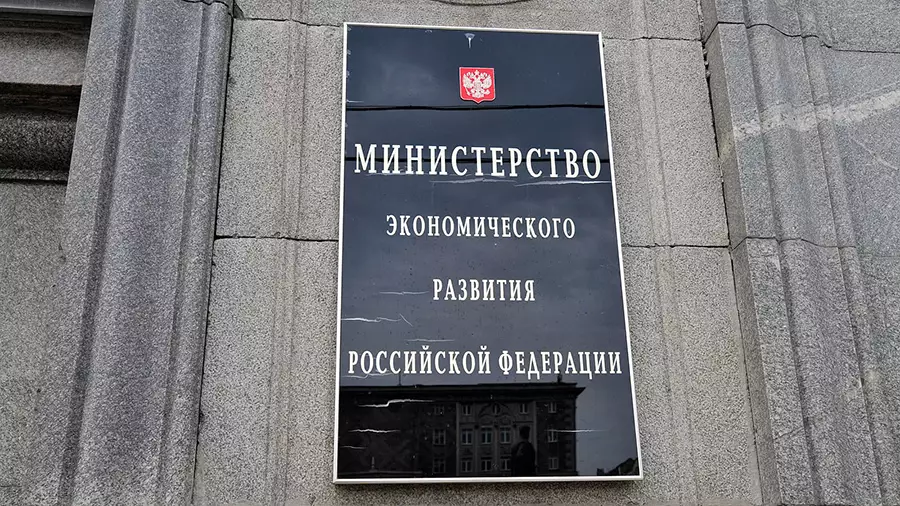 МИНИСТЕРСТВО
ЭКОНОМИЧЕСКОГО
РАЗВИТИЯ
РОССИЙСКОЙ ФЕДЕРАЦИИ